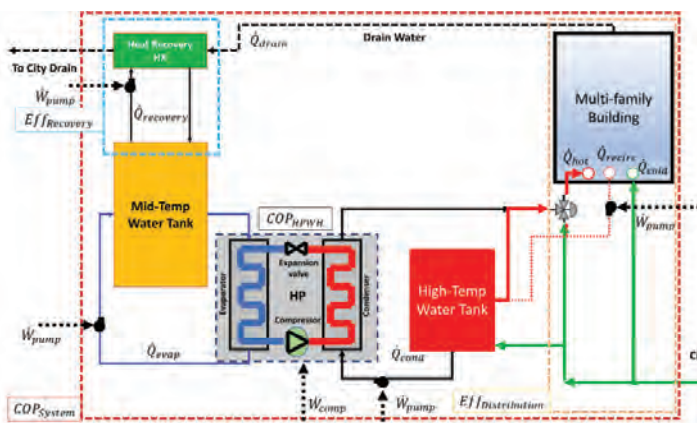 Heat Recovery
HX
Q̇drain
Drain Water
To City Drain
Ẇpump
Q̇recovery
EffRecovery
Multi-family
Building
Q̇hot
Q̇recirc
Q̇cold
Ẇpump
Mid-Temp
Water Tank
COPHPWH
Evaporator
Expansion
valve
HP
Compressor
Condenser
High-Temp
Water Tank
Ẇpump
Q̇evap
Q̇cond
C
COPSystem
Ẇcomp
Ẇpump
EffDistribution